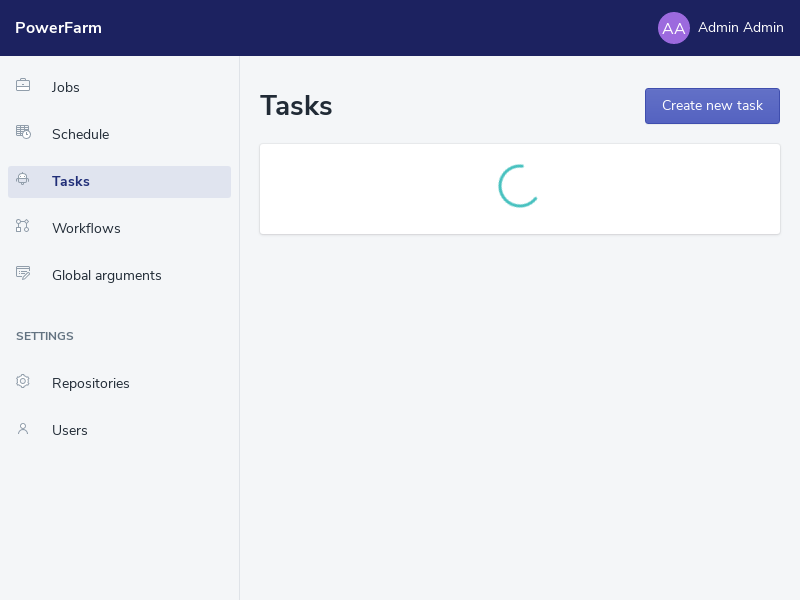 PowerFarm
AA Admin Admin
Jobs
Schedule
Tasks
Workflows
Global arguments
SETTINGS
Repositories
Users
Tasks
Create new task